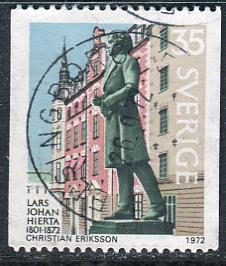 35
SVERIGE
LARS
JOHAN
HIERTA
1801-1872
CHRISTIAN ERIKSSON
1972